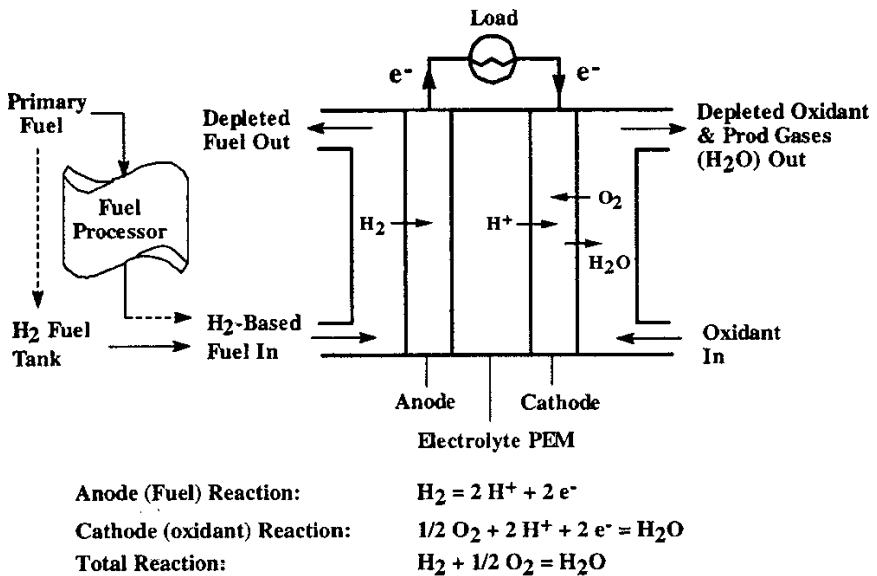 Load
e-
e-
Primary
Fuel
Depleted
Fuel Out
Depleted Oxidant
& Prod Gases
(H2O) Out
Fuel
Processor
H2
H+
O2
H2O
H2 Fuel
Tank
H2-Based
Fuel In
Oxidant
In
Anode
Cathode
Electrolyte PEM
Anode (Fuel) Reaction: H2 = 2 H+ + 2 e-
Cathode (oxidant) Reaction: 1/2 O2 + 2 H+ + 2 e- = H2O
Total Reaction: H2 + 1/2 O2 = H2O